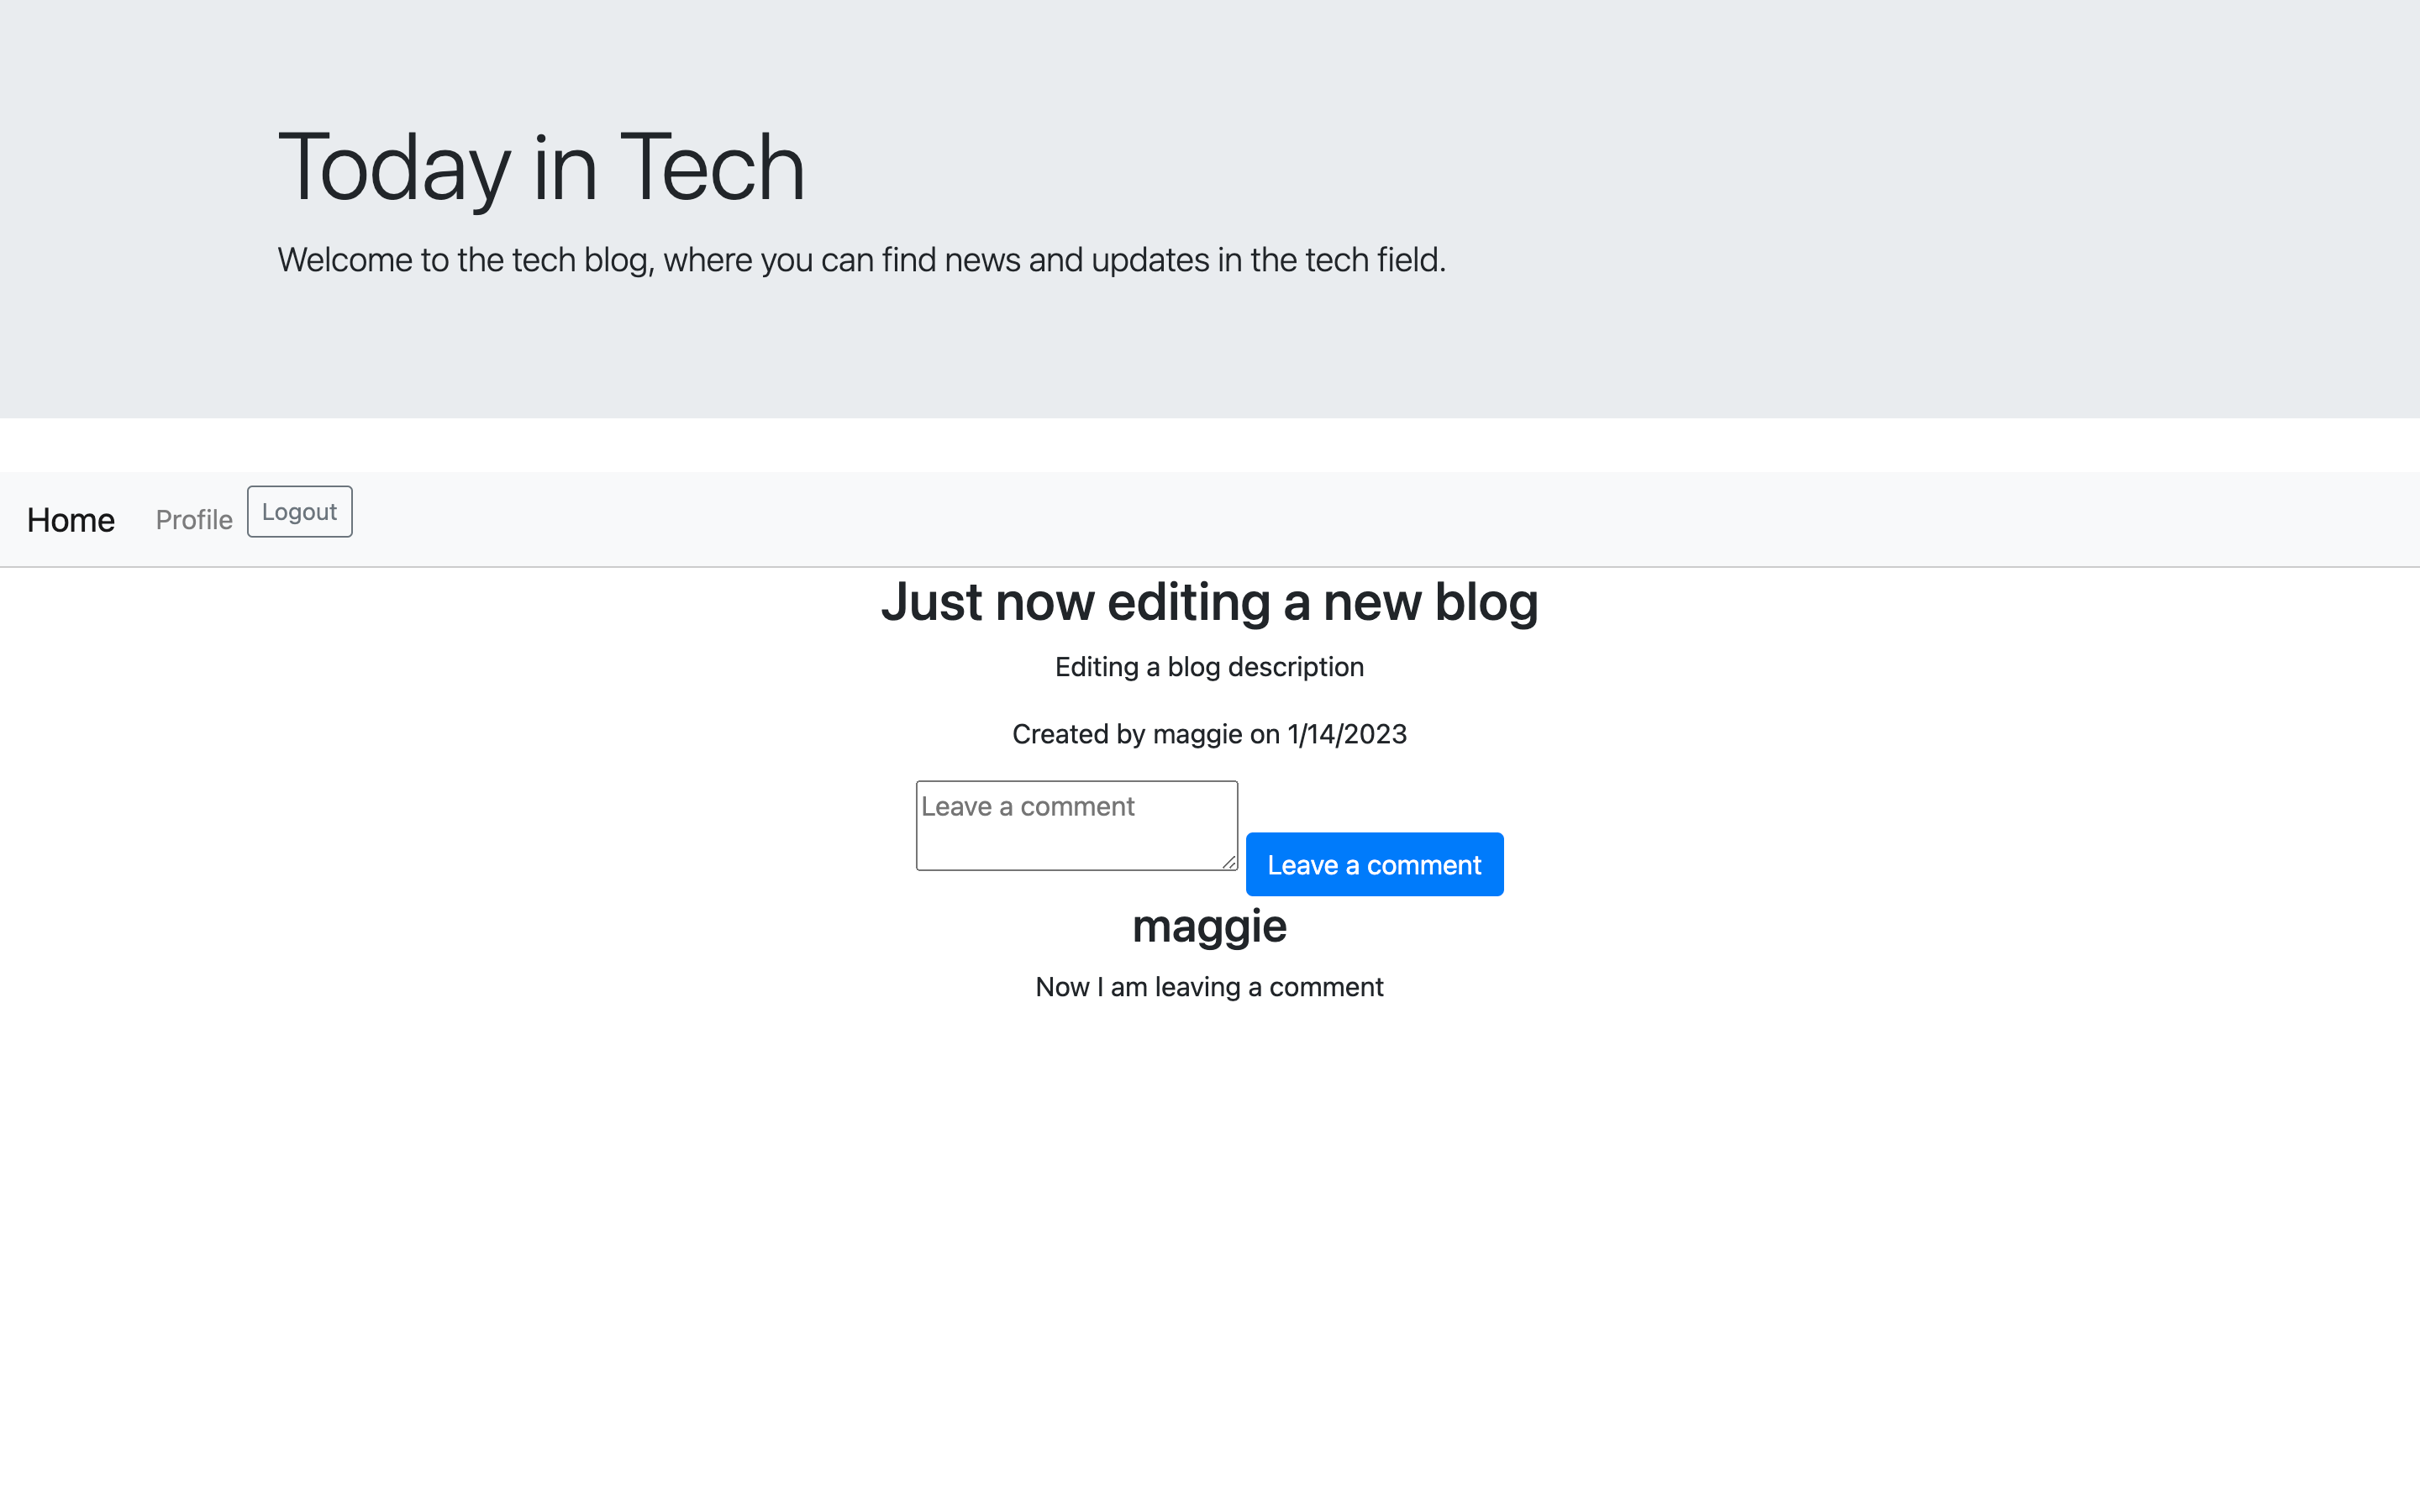 Today in Tech
Welcome to the tech blog, where you can find news and updates in the tech field.
Home Profile Logout
Just now editing a new blog
Editing a blog description
Created by maggie on 1/14/2023
Leave a comment
Leave a comment
maggie
Now I am leaving a comment